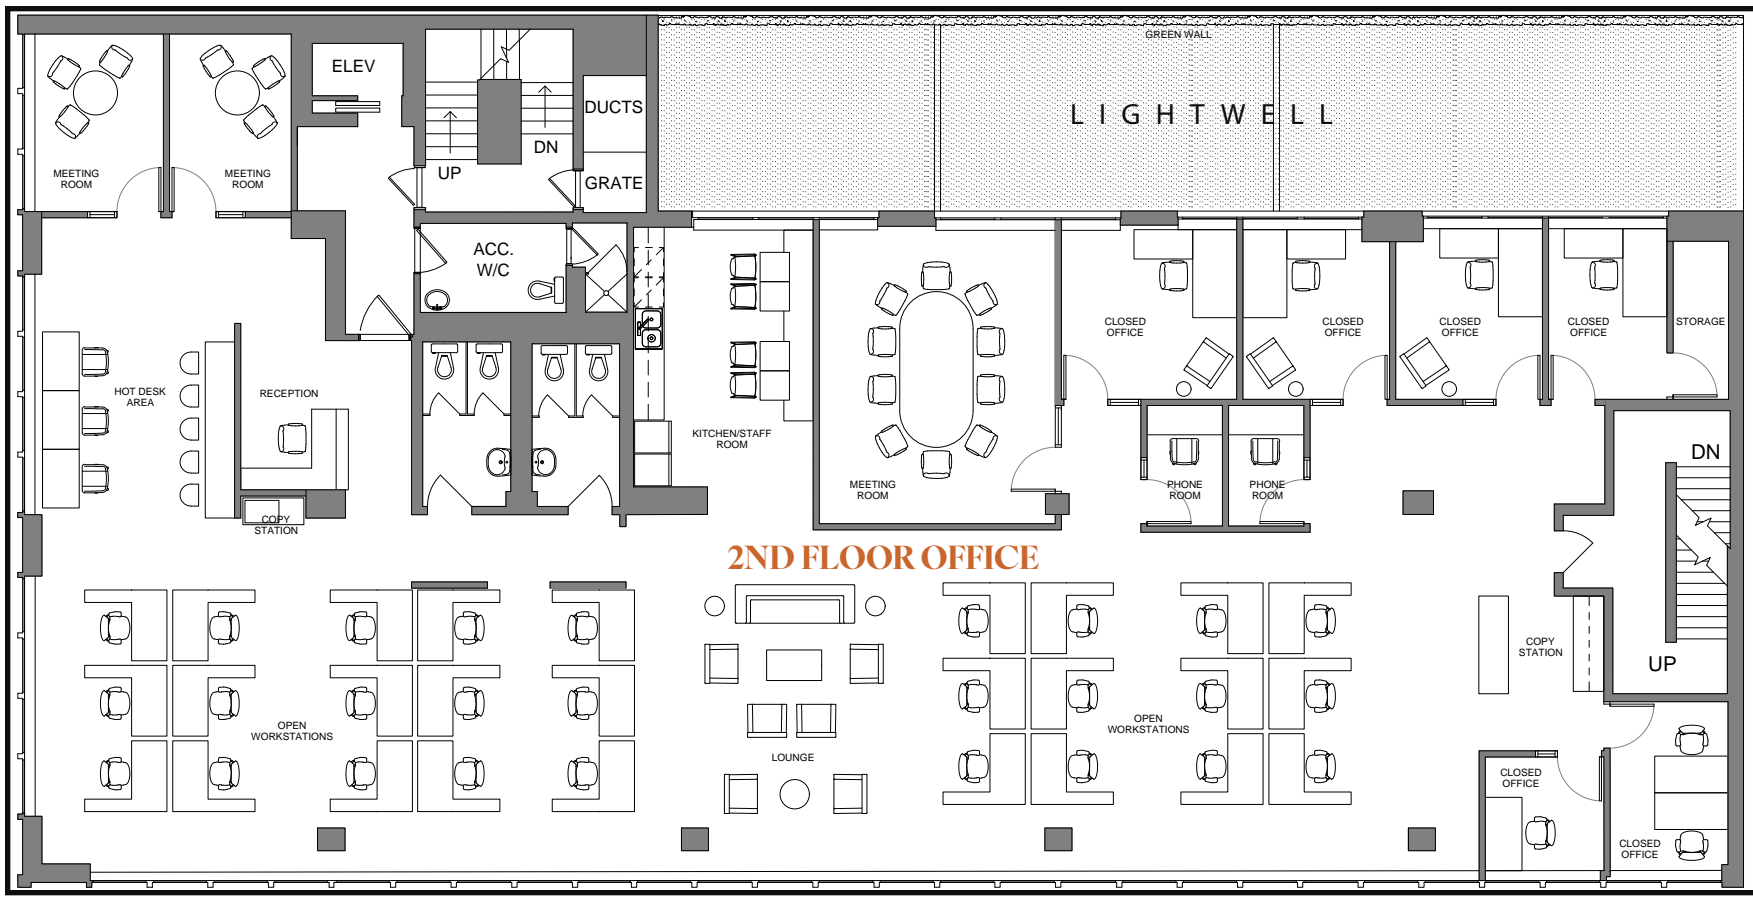 GREEN WALL
ELEV
DUCTS
LIGHTWELL
DN
UP
GRATE
MEETING
ROOM
MEETING
ROOM
ACC.
W/C
CLOSED
OFFICE
CLOSED
OFFICE
CLOSED
OFFICE
CLOSED
OFFICE
STORAGE
HOT DESK
AREA
RECEPTION
KITCHEN/STAFF
ROOM
MEETING
ROOM
PHONE
ROOM
PHONE
ROOM
DN
COPY
STATION
2ND FLOOR OFFICE
COPY
STATION
UP
OPEN
WORKSTATIONS
OPEN
WORKSTATIONS
LOUNGE
CLOSED
OFFICE
CLOSED
OFFICE